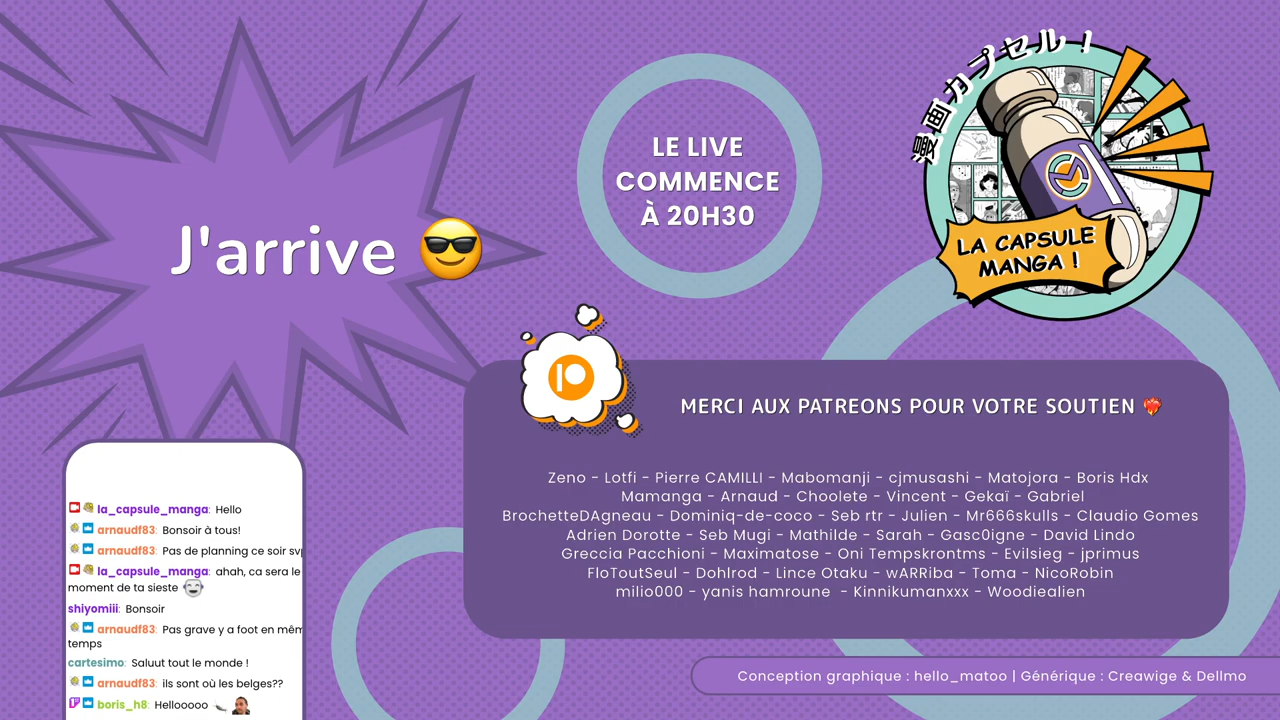 漫画カプセル！
LE LIVE
COMMENCE
À 20H30
J'arrive 😎
LA CAPSULE
MANGA !
MERCI AUX PATREONS POUR VOTRE SOUTIEN ❤️‍🔥
Zeno - Lotfi - Pierre CAMILLI - Mabomanji - cjmusashi - Matojora - Boris Hdx
Mamanga - Arnaud - Choolete - Vincent - Gekaï - Gabriel
BrochetteDAgneau - Dominiq-de-coco - Seb rtr - Julien - Mr666skulls - Claudio Gomes
Adrien Dorotte - Seb Mugi - Mathilde - Sarah - Gasc0igne - David Lindo
Greccia Pacchioni - Maximatose - Oni Tempskrontms - Evilsieg - jprimus
FloToutSeul - Dohlrod - Lince Otaku - wARRiba - Toma - NicoRobin
milio000 - yanis hamroune - Kinnikumanxxx - Woodiealien
la_capsule_manga: Hello
arnaudf83: Bonsoir à tous!
arnaudf83: Pas de planning ce soir svp
la_capsule_manga: ahah, ca sera le
moment de ta sieste
shiyomiii: Bonsoir
arnaudf83: Pas grave y a foot en mêm
temps
cartesimo: Saluut tout le monde !
arnaudf83: ils sont où les belges??
boris_h8: Hellooooo
Conception graphique : hello_matoo | Générique : Creawige & Dellmo